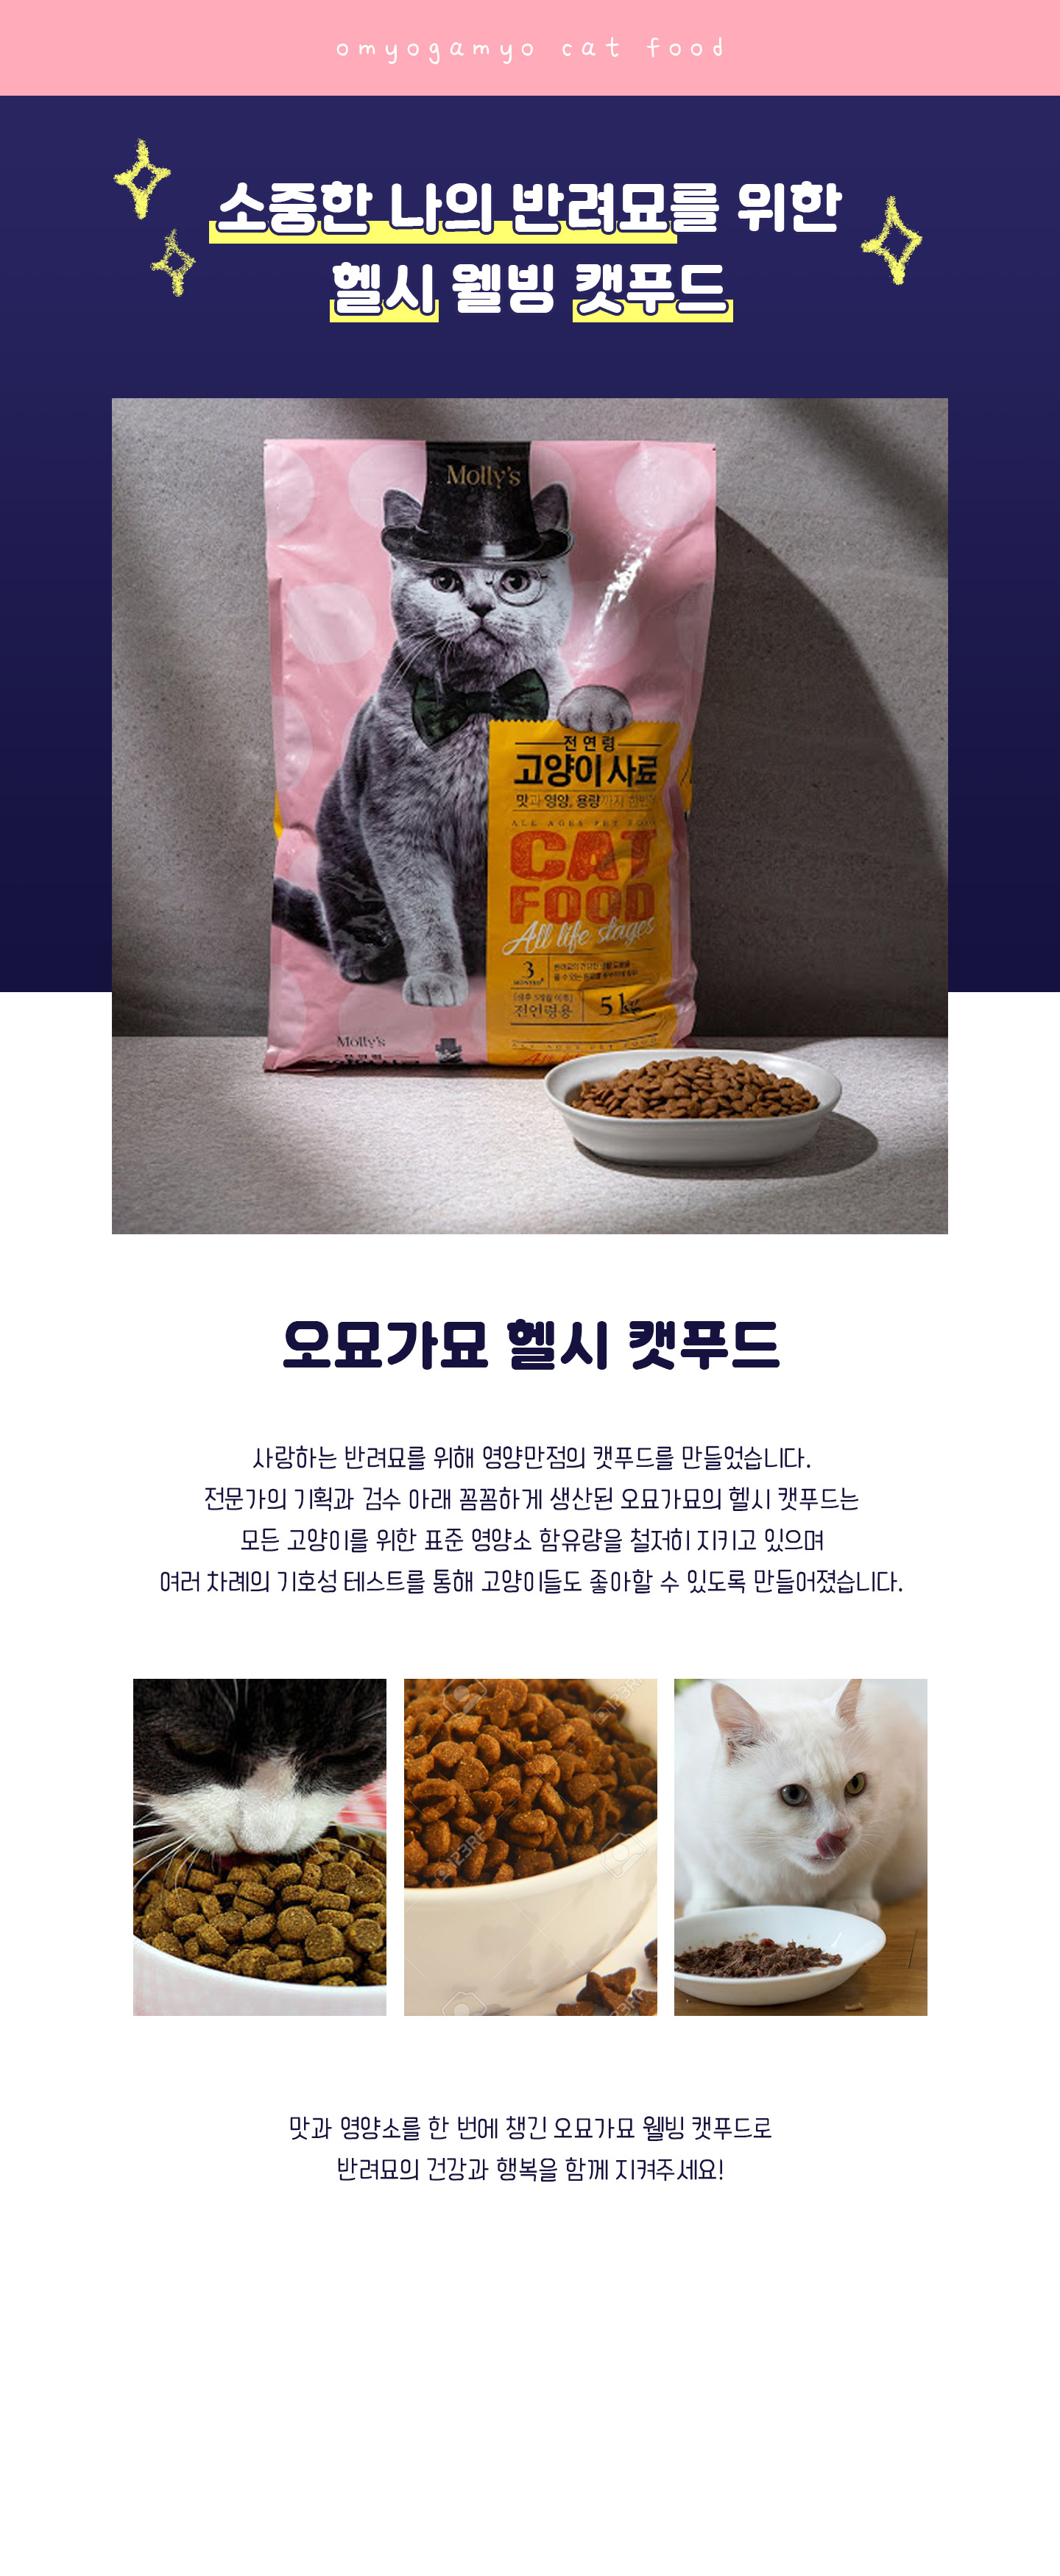 omyogamyo cat food
소중한 나의 반려묘를 위한
헬시 웰빙 캣푸드
Molly's
전연령
고양이 사료
맛과 영양, 용량까지 한번에
ALL AGES PET FOOD
CAT
FOOD
All life stages
3
MONTHS
전연령용
5kg
Molly's
오묘가묘 헬시 캣푸드
사랑하는 반려묘를 위해 영양만점의 캣푸드를 만들었습니다.
전문가의 기획과 검수 아래 꼼꼼하게 생산된 오묘가묘의 헬시 캣푸드는
모든 고양이를 위한 표준 영양소 함유량을 철저히 지키고 있으며
여러 차례의 기호성 테스트를 통해 고양이들도 좋아할 수 있도록 만들어졌습니다.
123RF
맛과 영양소를 한 번에 챙긴 오묘가묘 웰빙 캣푸드로
반려묘의 건강과 행복을 함께 지켜주세요!